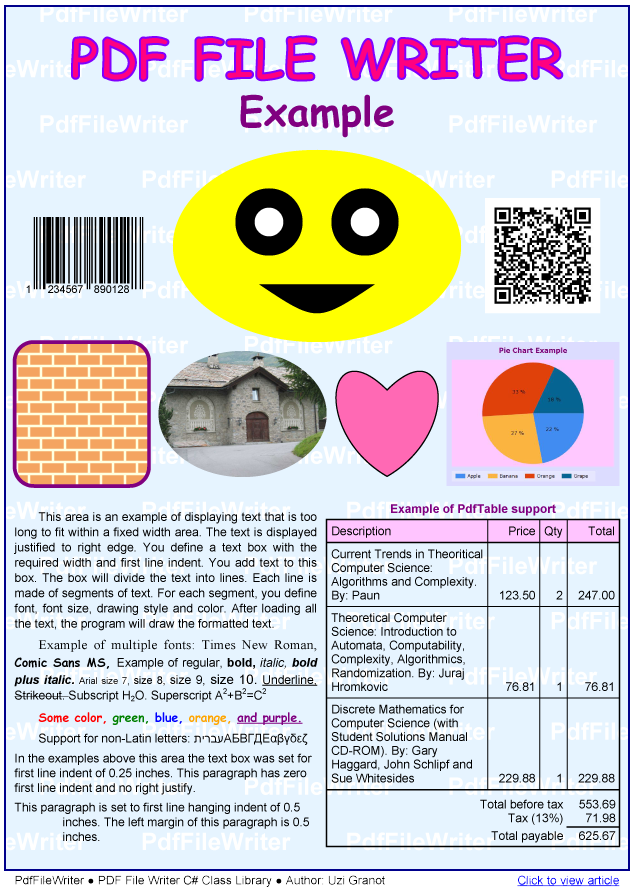 PDF FILE WRITER
Example
1 234567 890128
Pie Chart Example
33 %
16 %
27 %
22 %
Apple Banana Orange Grape
This area is an example of displaying text that is too
long to fit within a fixed width area. The text is displayed
justified to right edge. You define a text box with the
required width and first line indent. You add text to this
box. The box will divide the text into lines. Each line is
made of segments of text. For each segment, you define
font, font size, drawing style and color. After loading all
the text, the program will draw the formatted text.
Example of multiple fonts: Times New Roman,
Comic Sans MS, Example of regular, bold, italic, bold
plus italic. Arial size 7, size 8, size 9, size 10. Underline,
Strikeout. Subscript H₂O. Superscript A²+B²=C²
Some color, green, blue, orange, and purple.
Support for non-Latin letters: עבריתАБВГДЕαβγδεζ
In the examples above this area the text box was set for
first line indent of 0.25 inches. This paragraph has zero
first line indent and no right justify.
This paragraph is set to first line hanging indent of 0.5
inches. The left margin of this paragraph is 0.5
inches.
Example of PdfTable support
Description Price Qty Total
Current Trends in Theoritical
Computer Science:
Algorithms and Complexity.
By: Paun 123.50 2 247.00
Theoretical Computer
Science: Introduction to
Automata, Computability,
Complexity, Algorithmics,
Randomization. By: Juraj
Hromkovic 76.81 1 76.81
Discrete Mathematics for
Computer Science (with
Student Solutions Manual
CD-ROM). By: Gary
Haggard, John Schlipf and
Sue Whitesides 229.88 1 229.88
Total before tax 553.69
Tax (13%) 71.98
Total payable 625.67
PdfFileWriter ● PDF File Writer C# Class Library ● Author: Uzi Granot
Click to view article